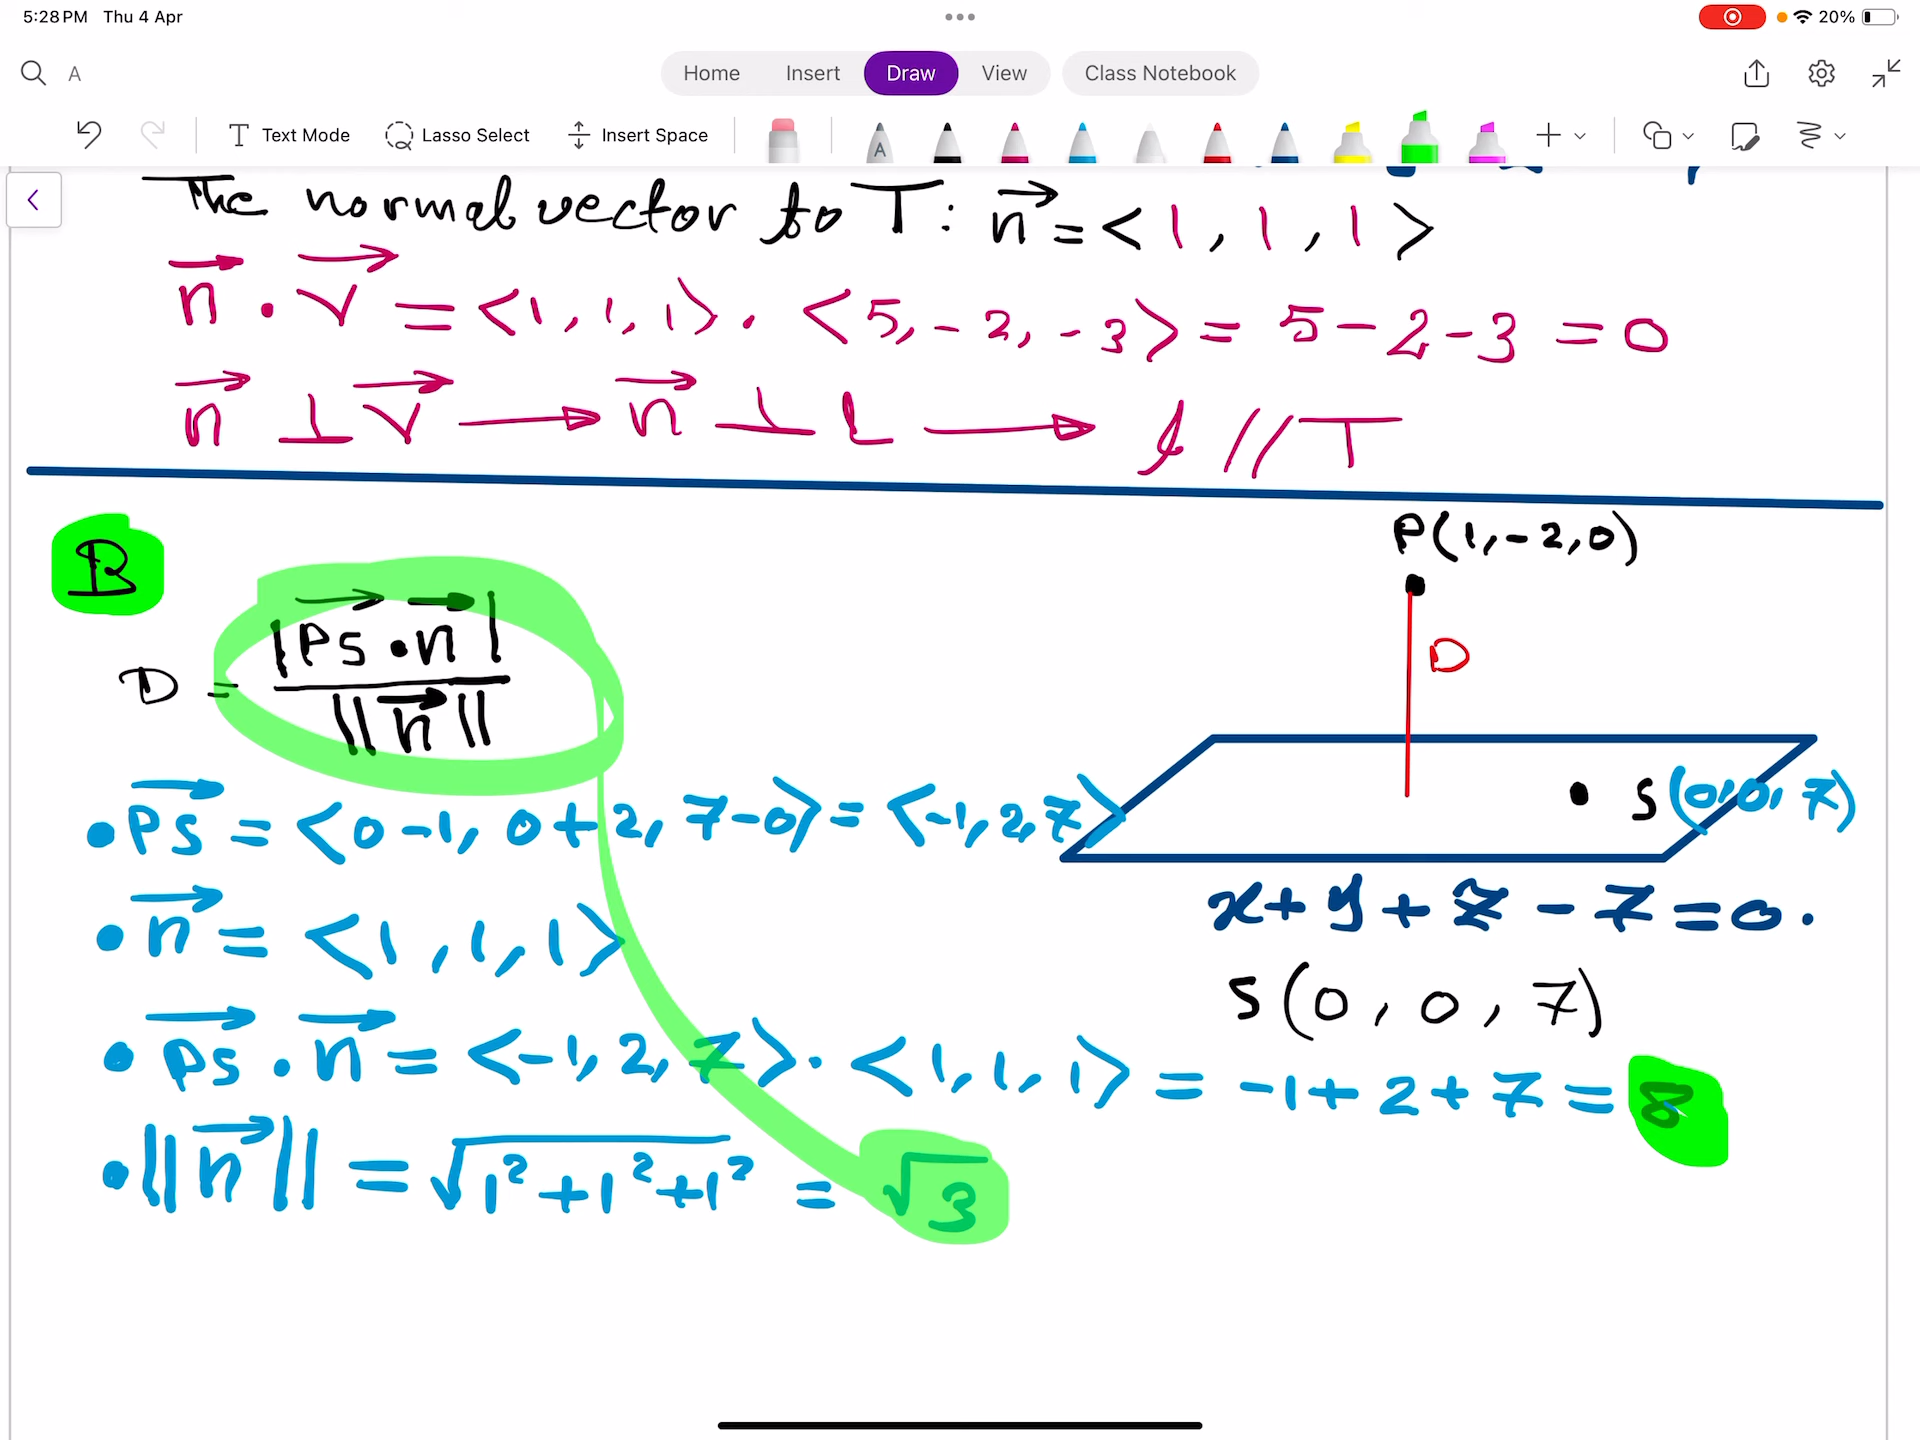 5:28 PM Thu 4 Apr
20%
A
Home Insert Draw View Class Notebook
Text Mode Lasso Select Insert Space
A
The normal vector to T : n⃗ = < 1 , 1 , 1 >
n⃗ · V⃗ = <1, 1, 1> · <5, -2, -3> = 5 - 2 - 3 = 0
n⃗ ⊥ V⃗ → n⃗ ⊥ L → L // T
B
P(1, -2, 0)
D = |PS⃗ · n⃗| / ||n⃗||
D
S(0,0,7)
• PS⃗ = <0-1, 0+2, 7-0> = <-1, 2, 7>
x + y + z - 7 = 0.
• n⃗ = <1, 1, 1>
S(0, 0, 7)
• PS⃗ · n⃗ = <-1, 2, 7> · <1, 1, 1> = -1 + 2 + 7 = 8
• ||n⃗|| = √1² + 1² + 1² = √3